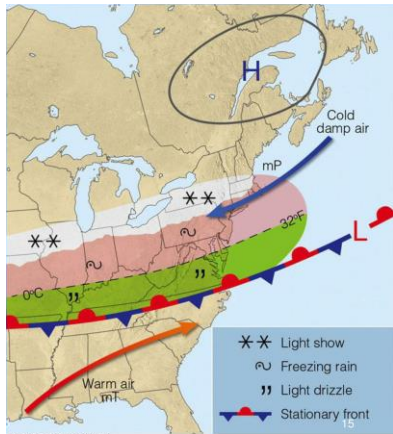 H
Cold
damp air
mP
32°F
L
0°C
Warm air
mT
Light show
Freezing rain
Light drizzle
Stationary front
15